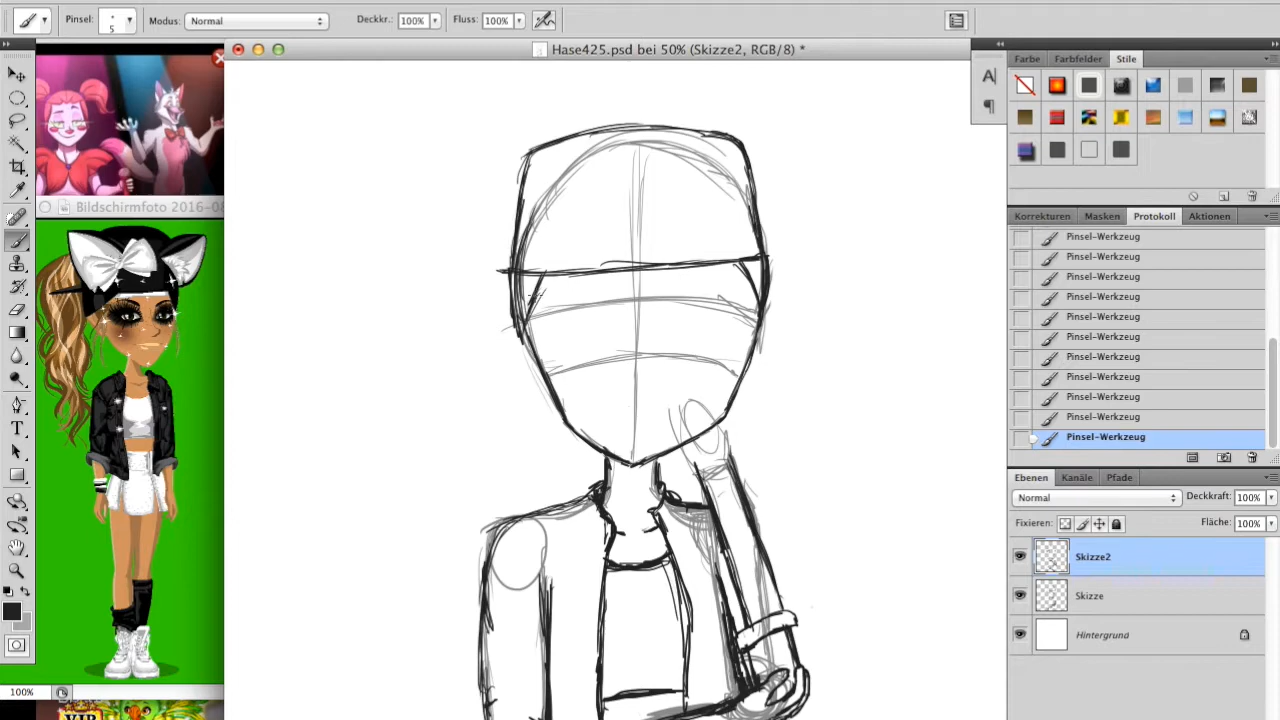 Pinsel:
5
Modus:
Normal
Deckkr.:
100%
Fluss:
100%
Hase425.psd bei 50% (Skizze2, RGB/8) *
Bildschirmfoto 2016-0
Farbe
Farbfelder
Stile
A
Korrekturen
Masken
Protokoll
Aktionen
Pinsel-Werkzeug
Pinsel-Werkzeug
Pinsel-Werkzeug
Pinsel-Werkzeug
Pinsel-Werkzeug
Pinsel-Werkzeug
Pinsel-Werkzeug
Pinsel-Werkzeug
Pinsel-Werkzeug
Pinsel-Werkzeug
Pinsel-Werkzeug
Ebenen
Kanäle
Pfade
Normal
Deckkraft:
100%
Fixieren:
Fläche:
100%
Skizze2
Skizze
Hintergrund
T
100%
VIP